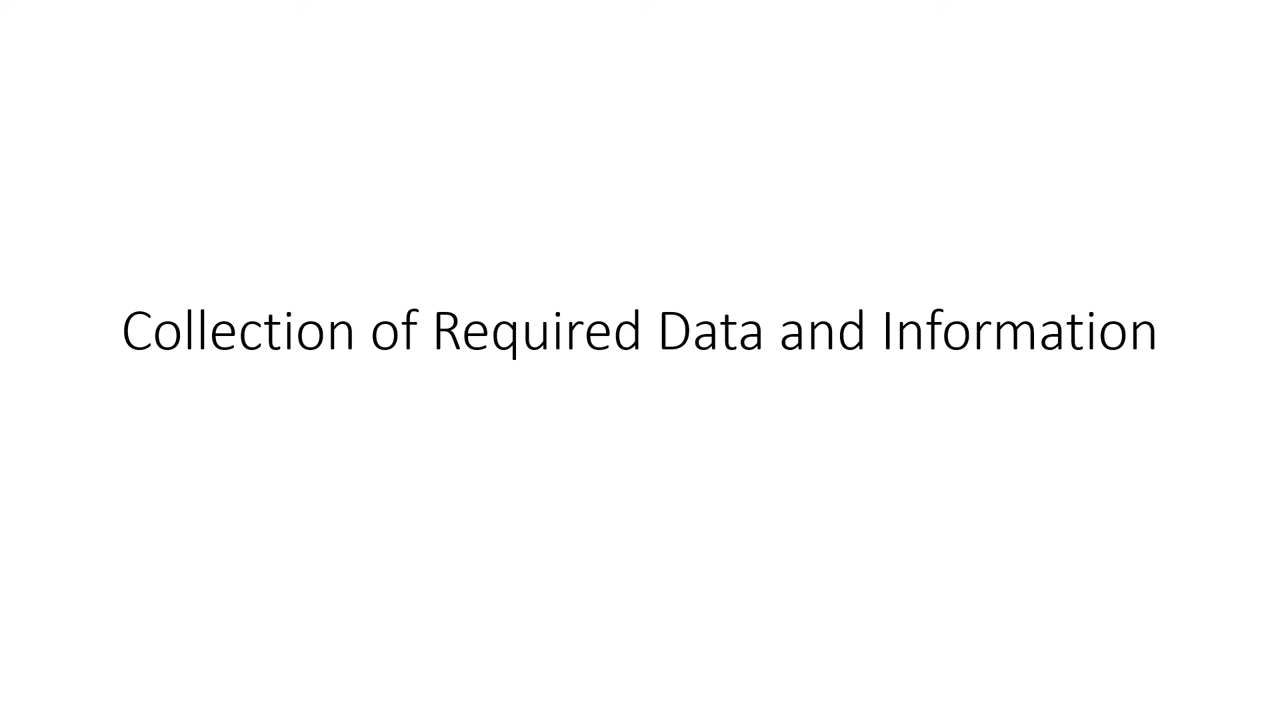 Collection of Required Data and Information